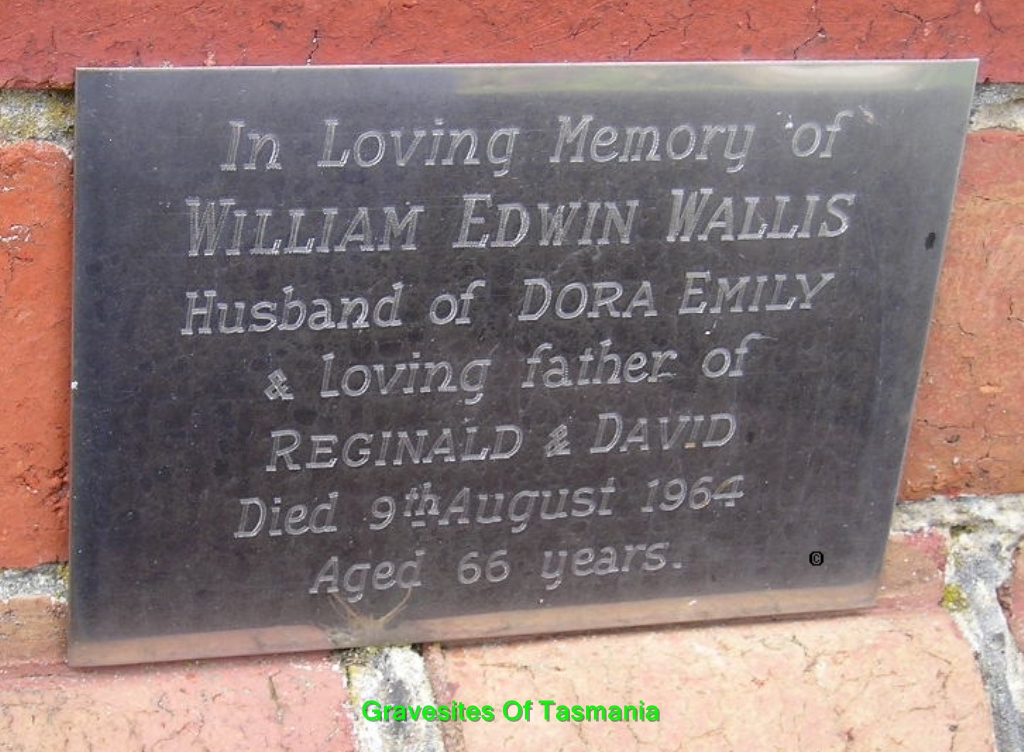 In Loving Memory of
WILLIAM EDWIN WALLIS
Husband of DORA EMILY
& loving father of
REGINALD & DAVID
Died 9th August 1964
Aged 66 years.
©
Gravesites Of Tasmania